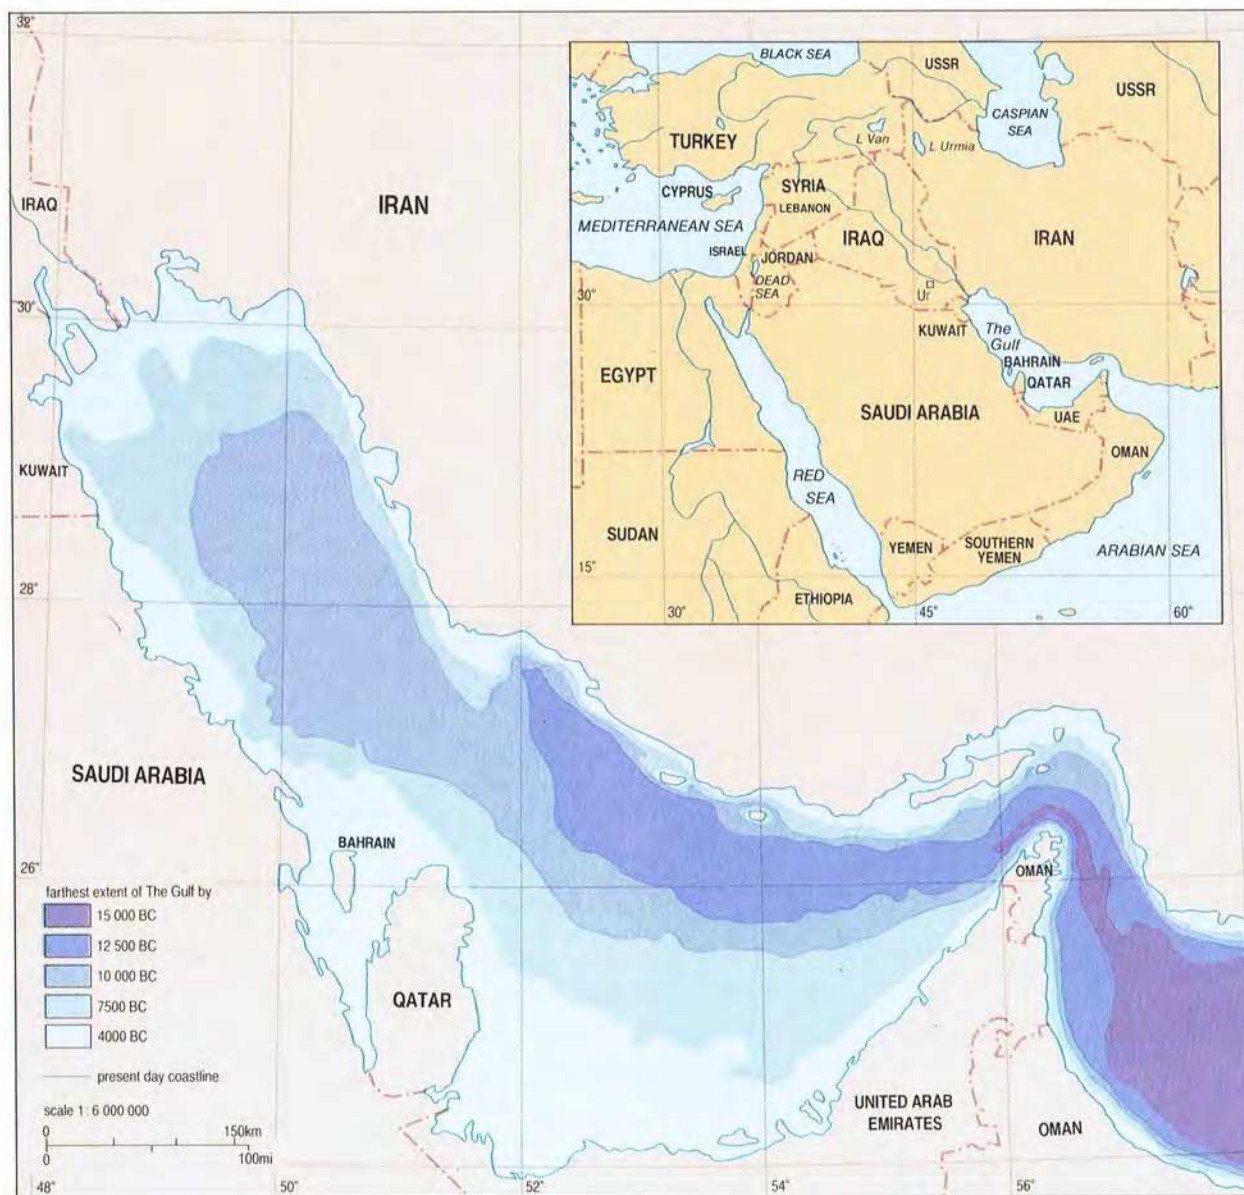 32°
IRAQ
IRAN
30°
KUWAIT
28°
SAUDI ARABIA
BAHRAIN
26°
OMAN
QATAR
UNITED ARAB
EMIRATES
OMAN
farthest extent of The Gulf by
15 000 BC
12 500 BC
10 000 BC
7500 BC
4000 BC
present day coastline
scale 1 : 6 000 000
0 150km
0 100mi
48° 50° 52° 54° 56°
BLACK SEA
USSR
USSR
CASPIAN
SEA
TURKEY
L Van
L Urmia
CYPRUS
SYRIA
LEBANON
MEDITERRANEAN SEA
ISRAEL
JORDAN
IRAQ
IRAN
DEAD
SEA
Ur
30°
KUWAIT
The
Gulf
BAHRAIN
QATAR
EGYPT
SAUDI ARABIA
UAE
OMAN
RED
SEA
SUDAN
YEMEN
SOUTHERN
YEMEN
ARABIAN SEA
15°
ETHIOPIA
30° 45° 60°